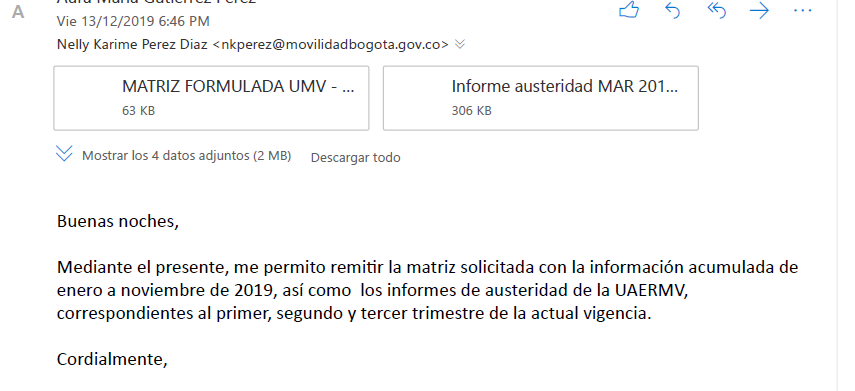 A
Vie 13/12/2019 6:46 PM
Nelly Karime Perez Diaz <nkperez@movilidadbogota.gov.co>
MATRIZ FORMULADA UMV - ...
63 KB
Informe austeridad MAR 201...
306 KB
Mostrar los 4 datos adjuntos (2 MB) Descargar todo
Buenas noches,
Mediante el presente, me permito remitir la matriz solicitada con la información acumulada de
enero a noviembre de 2019, así como los informes de austeridad de la UAERMV,
correspondientes al primer, segundo y tercer trimestre de la actual vigencia.
Cordialmente,